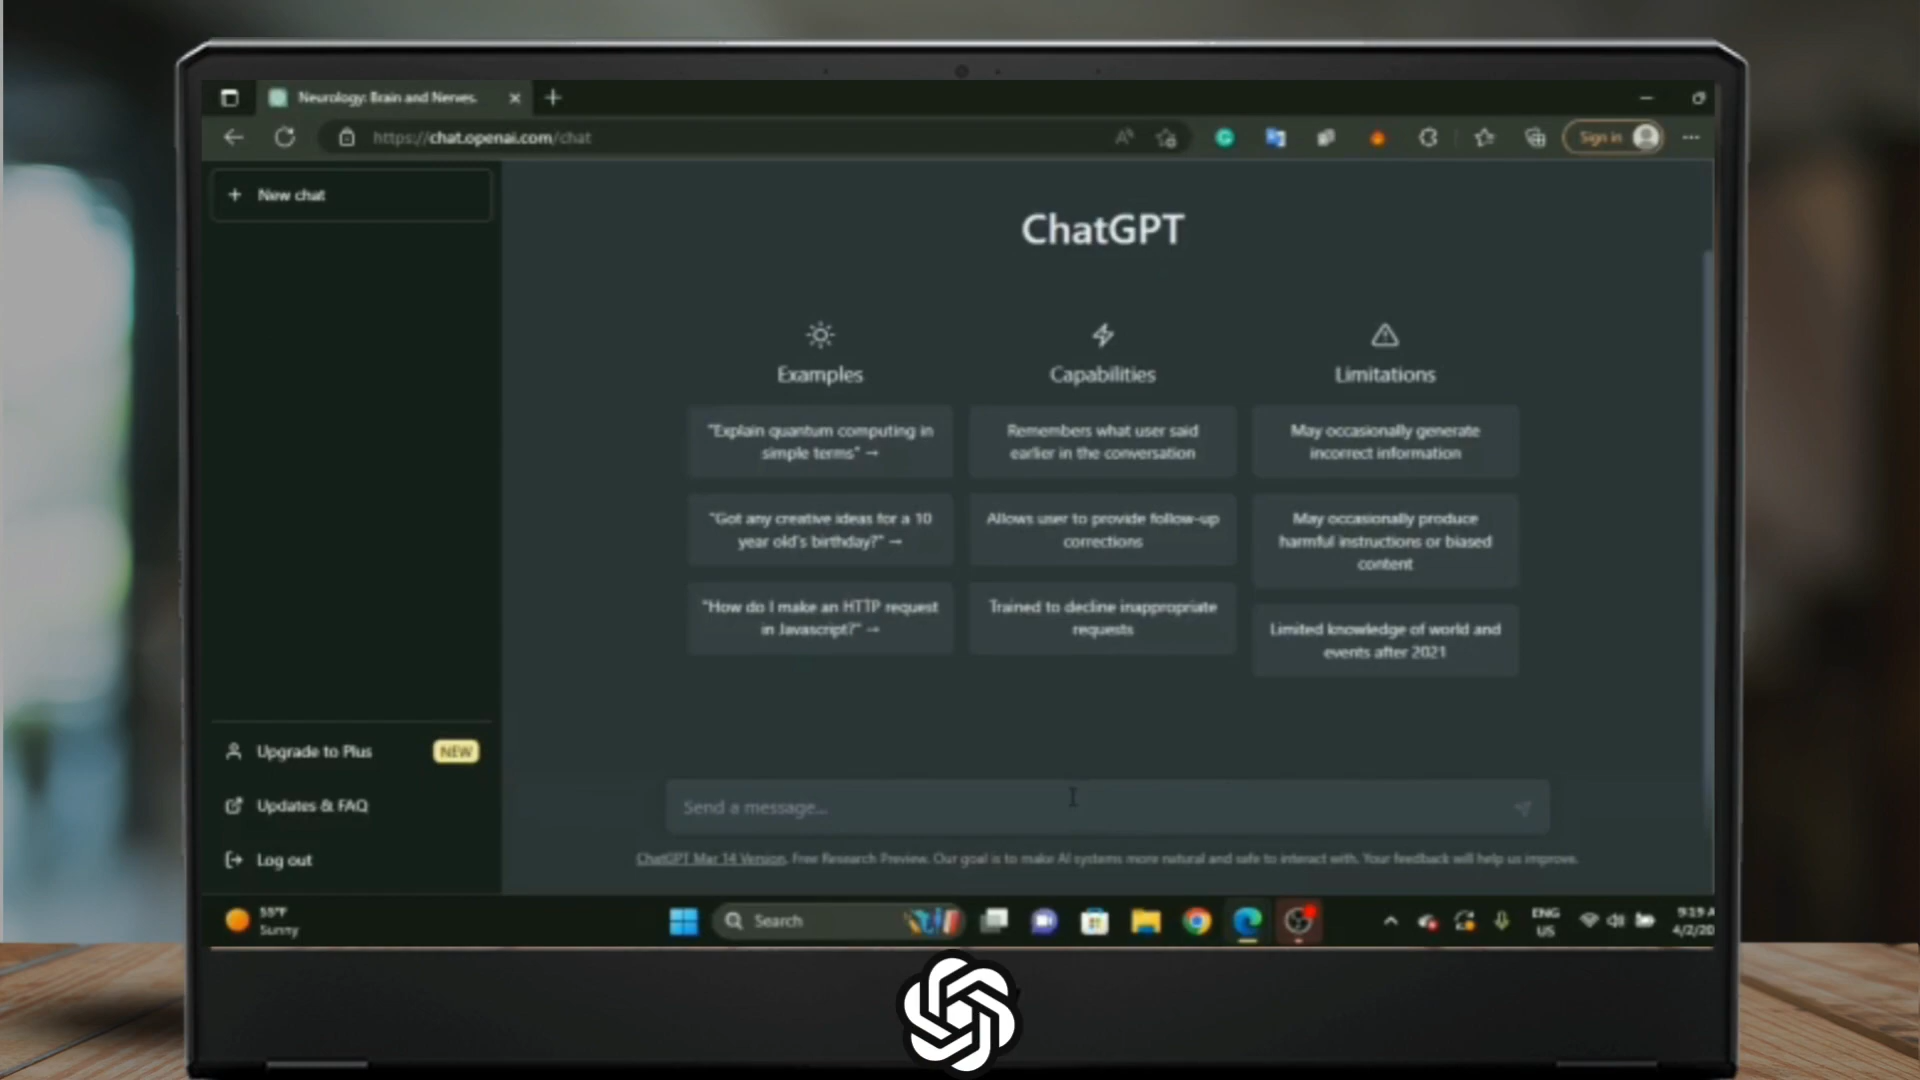 Neurology: Brain and Nerves.
https://chat.openai.com/chat
Sign in
New chat
ChatGPT
Examples
Capabilities
Limitations
"Explain quantum computing in
simple terms" →
Remembers what user said
earlier in the conversation
May occasionally generate
incorrect information
"Got any creative ideas for a 10
year old's birthday?" →
Allows user to provide follow-up
corrections
May occasionally produce
harmful instructions or biased
content
"How do I make an HTTP request
in Javascript?" →
Trained to decline inappropriate
requests
Limited knowledge of world and
events after 2021
Upgrade to Plus
NEW
Updates & FAQ
Log out
Send a message...
ChatGPT Mar 14 Version. Free Research Preview. Our goal is to make AI systems more natural and safe to interact with. Your feedback will help us improve.
55°F
Sunny
Search
ENG
US
9:19 A
4/2/20